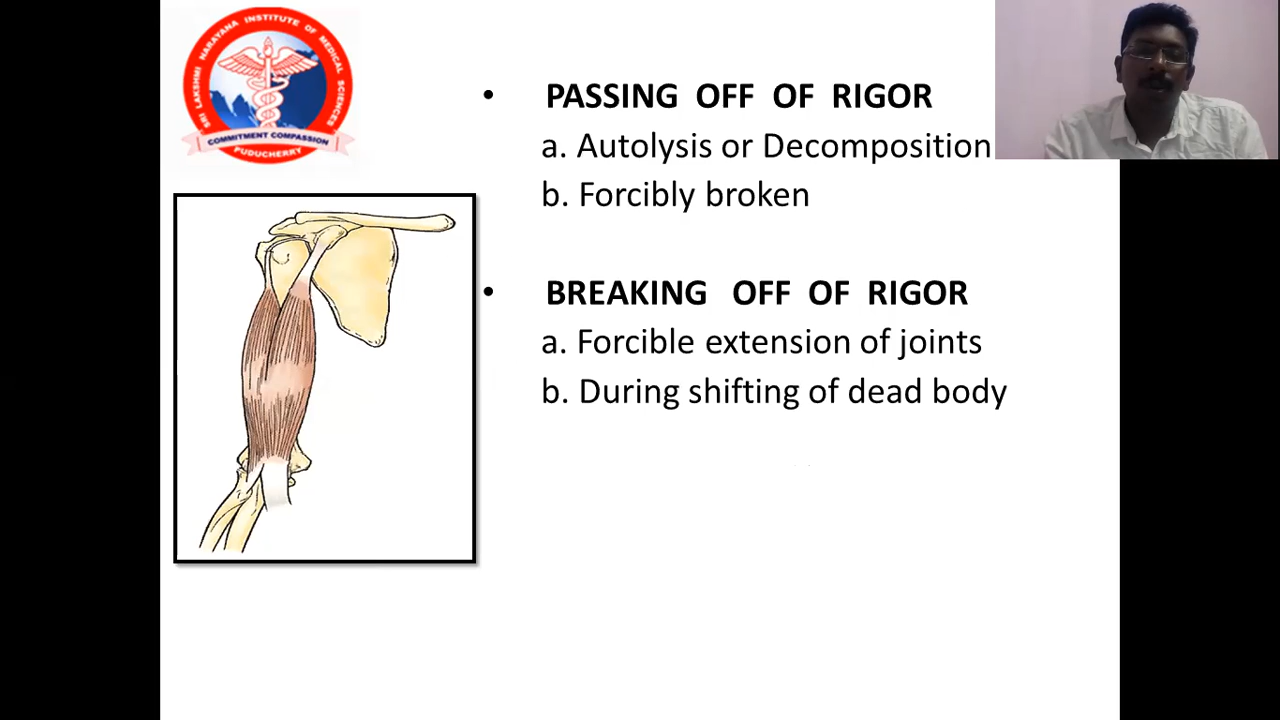 SRI LAKSHMI NARAYANA INSTITUTE OF MEDICAL SCIENCES
COMMITMENT COMPASSION
PUDUCHERRY
• PASSING OFF OF RIGOR
a. Autolysis or Decomposition
b. Forcibly broken
• BREAKING OFF OF RIGOR
a. Forcible extension of joints
b. During shifting of dead body